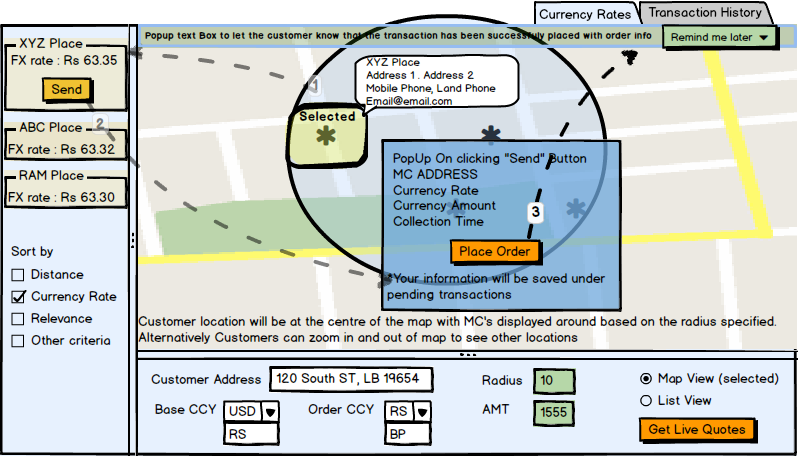 Currency Rates
Transaction History
Popup text Box to let the customer know that the transaction has been successfuly placed with order info
Remind me later
XYZ Place
FX rate : Rs 63.35
Send
2
ABC Place
FX rate : Rs 63.32
RAM Place
FX rate : Rs 63.30
Sort by
Distance
Currency Rate
Relevance
Other criteria
1
XYZ Place
Address 1 . Address 2
Mobile Phone, Land Phone
Email@email.com
Selected
PopUp On clicking "Send" Button
MC ADDRESS
Currency Rate
Currency Amount
Collection Time
3
Place Order
*Your information will be saved under
pending transactions
Customer location will be at the centre of the map with MC's displayed around based on the radius specified.
Alternatively Customers can zoom in and out of map to see other locations
Customer Address
120 South ST, LB 19654
Radius
10
Map View (selected)
List View
Base CCY
USD
RS
Order CCY
RS
BP
AMT
1555
Get Live Quotes